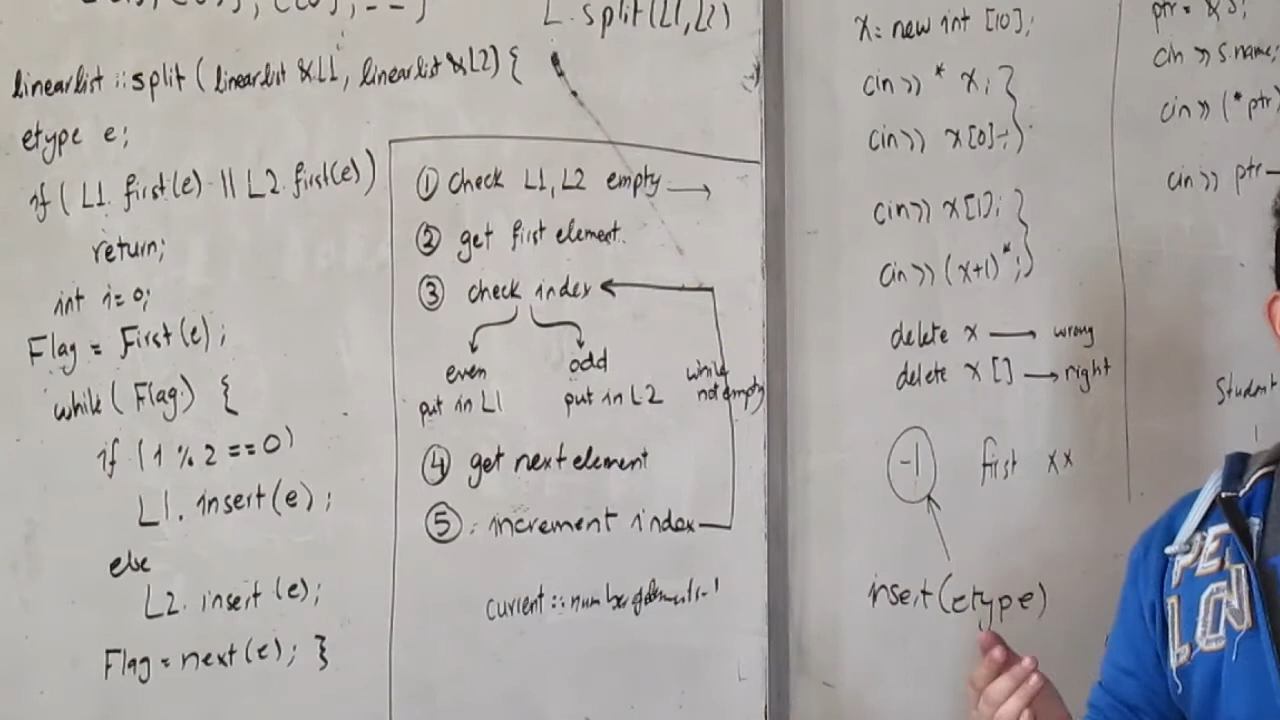 L.split(L1,L2)
linearlist::split(linearlist &L1, linearlist &L2){
etype e;
if(L1.first(e) || L2.first(e))
return;
int i=0;
Flag = First(e);
while(Flag) {
if (i%2==0)
L1.insert(e);
else
L2.insert(e);
Flag=next(e); }
① check L1,L2 empty →
② get first element.
③ check index
even
put in L1
odd
put in L2
while
not empty
④ get next element
⑤ increment index
current
X= new int [10];
cin>> * x;
cin>> x[0];
cin>> x[1];
cin>>(x+1)*;
delete x → wrong
delete x [] → right
-1 first xx
insert(etype)
cin >> s.name;
cin >> (*ptr)
cin >> ptr-
Student
PE
LN